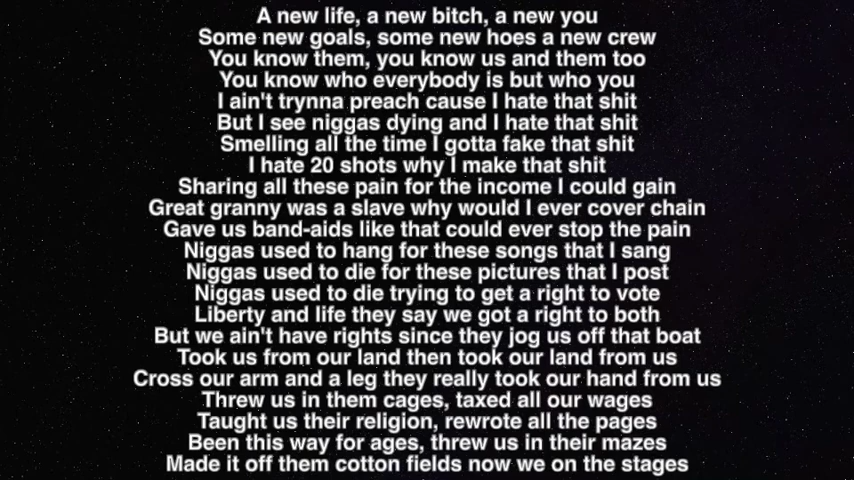 A new life, a new bitch, a new you
Some new goals, some new hoes a new crew
You know them, you know us and them too
You know who everybody is but who you
I ain't trynna preach cause I hate that shit
But I see niggas dying and I hate that shit
Smelling all the time I gotta fake that shit
I hate 20 shots why I make that shit
Sharing all these pain for the income I could gain
Great granny was a slave why would I ever cover chain
Gave us band-aids like that could ever stop the pain
Niggas used to hang for these songs that I sang
Niggas used to die for these pictures that I post
Niggas used to die trying to get a right to vote
Liberty and life they say we got a right to both
But we ain't have rights since they jog us off that boat
Took us from our land then took our land from us
Cross our arm and a leg they really took our hand from us
Threw us in them cages, taxed all our wages
Taught us their religion, rewrote all the pages
Been this way for ages, threw us in their mazes
Made it off them cotton fields now we on the stages